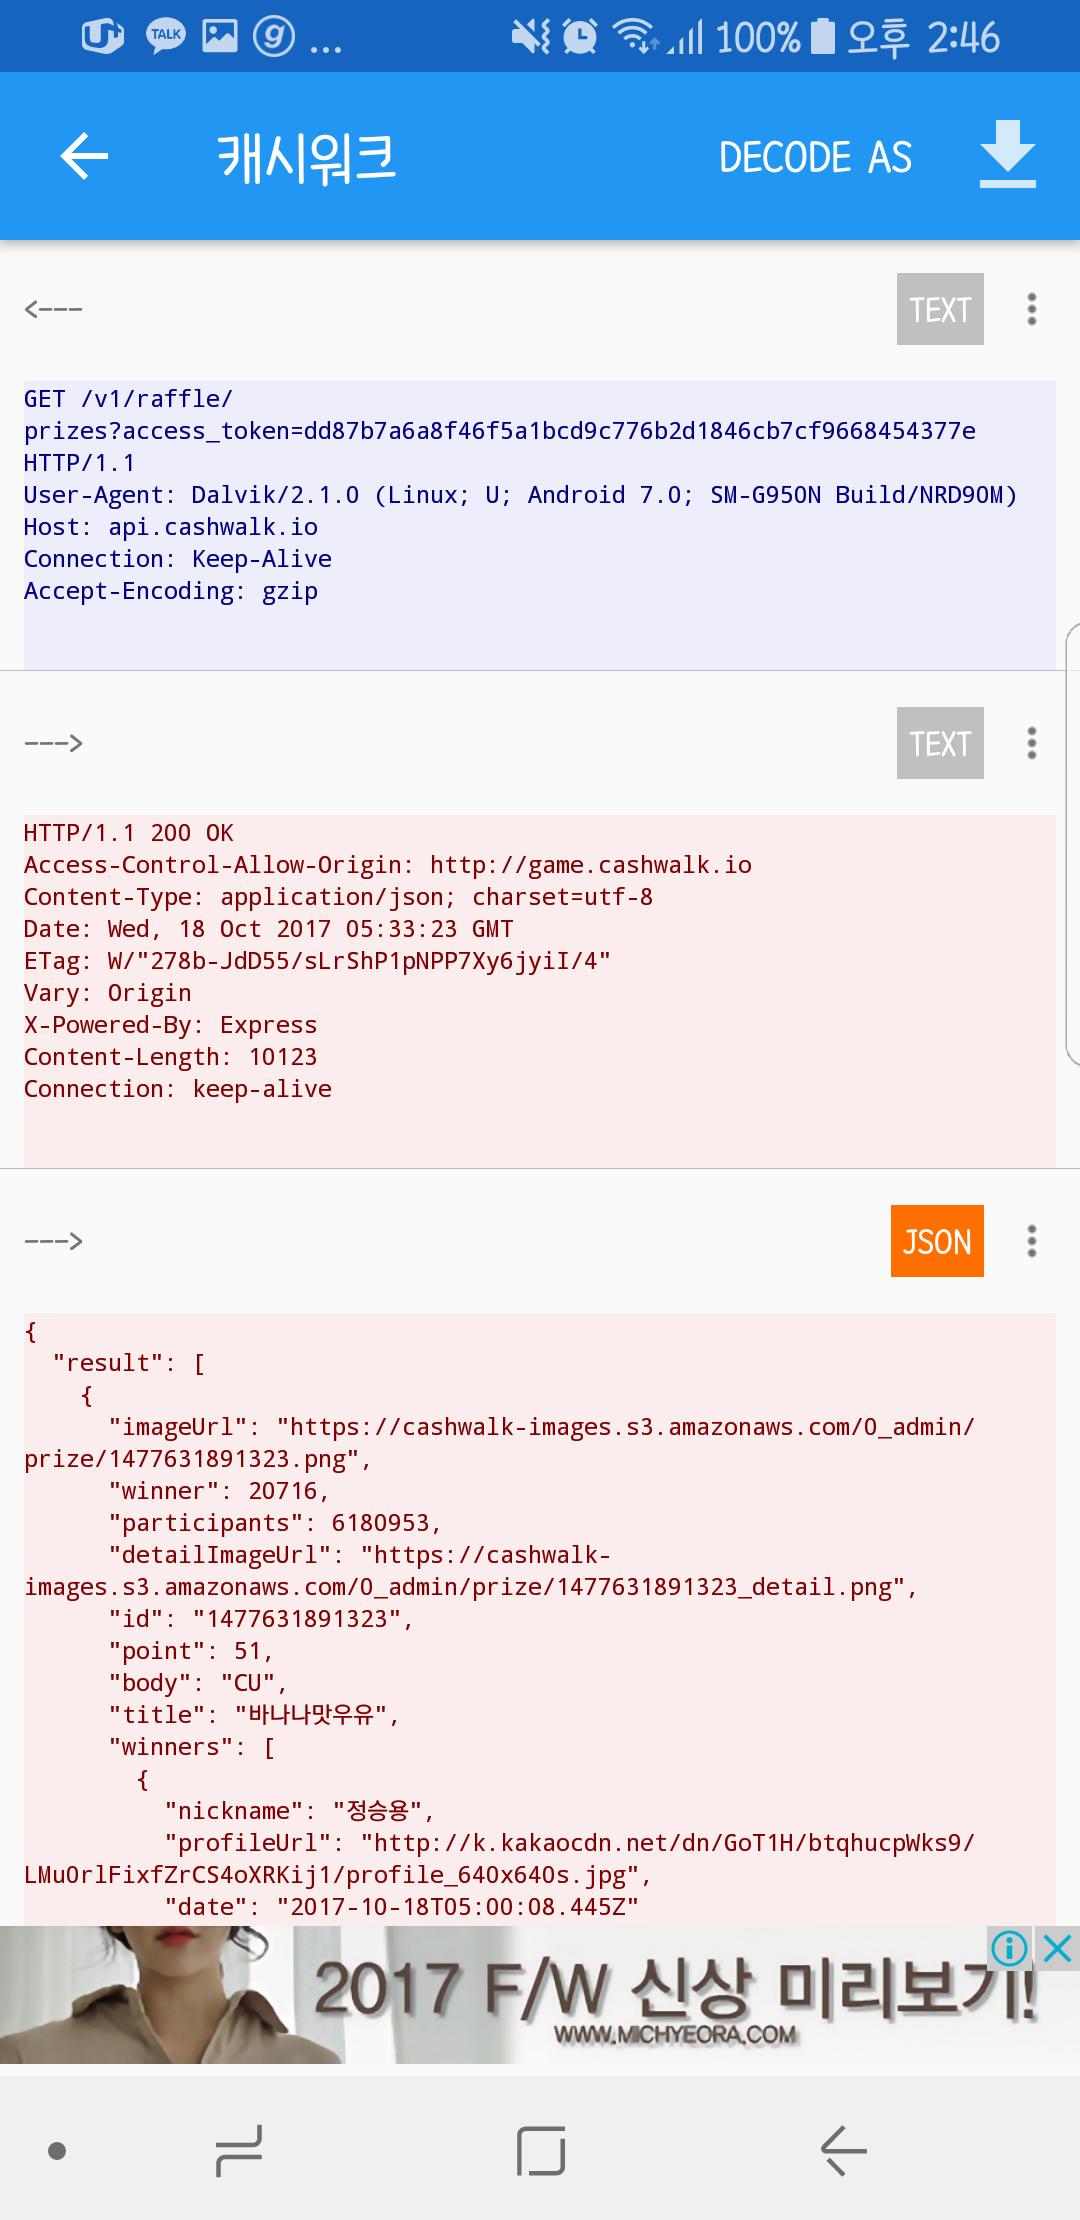 TALK
g
...
100%
오후 2:46
캐시워크
DECODE AS
<---
TEXT
GET /v1/raffle/
prizes?access_token=dd87b7a6a8f46f5a1bcd9c776b2d1846cb7cf9668454377e
HTTP/1.1
User-Agent: Dalvik/2.1.0 (Linux; U; Android 7.0; SM-G950N Build/NRD90M)
Host: api.cashwalk.io
Connection: Keep-Alive
Accept-Encoding: gzip
--->
TEXT
HTTP/1.1 200 OK
Access-Control-Allow-Origin: http://game.cashwalk.io
Content-Type: application/json; charset=utf-8
Date: Wed, 18 Oct 2017 05:33:23 GMT
ETag: W/"278b-JdD55/sLrShP1pNPP7Xy6jyiI/4"
Vary: Origin
X-Powered-By: Express
Content-Length: 10123
Connection: keep-alive
--->
JSON
{
"result": [
{
"imageUrl": "https://cashwalk-images.s3.amazonaws.com/0_admin/
prize/1477631891323.png",
"winner": 20716,
"participants": 6180953,
"detailImageUrl": "https://cashwalk-
images.s3.amazonaws.com/0_admin/prize/1477631891323_detail.png",
"id": "1477631891323",
"point": 51,
"body": "CU",
"title": "바나나맛우유",
"winners": [
{
"nickname": "정승용",
"profileUrl": "http://k.kakaocdn.net/dn/GoT1H/btqhucpWks9/
LMu0rlFixfZrCS4oXRKij1/profile_640x640s.jpg",
"date": "2017-10-18T05:00:08.445Z"
2017 F/W 신상 미리보기!
WWW.MICHYEORA.COM